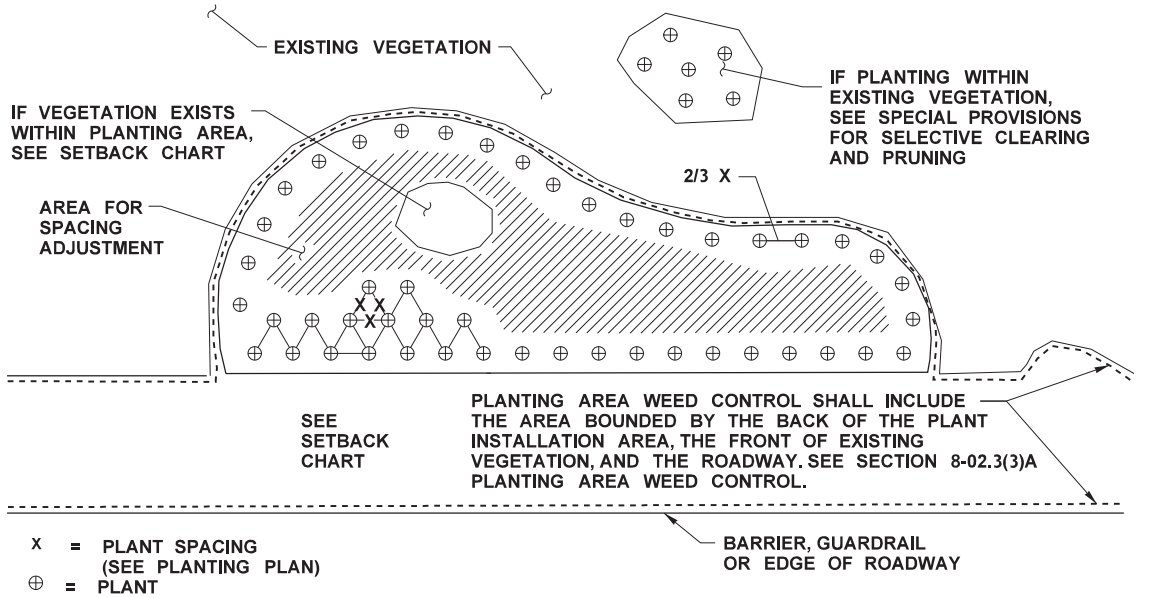 EXISTING VEGETATION
IF VEGETATION EXISTS
WITHIN PLANTING AREA,
SEE SETBACK CHART
IF PLANTING WITHIN
EXISTING VEGETATION,
SEE SPECIAL PROVISIONS
FOR SELECTIVE CLEARING
AND PRUNING
2/3 X
AREA FOR
SPACING
ADJUSTMENT
X X
X
SEE
SETBACK
CHART
PLANTING AREA WEED CONTROL SHALL INCLUDE
THE AREA BOUNDED BY THE BACK OF THE PLANT
INSTALLATION AREA, THE FRONT OF EXISTING
VEGETATION, AND THE ROADWAY. SEE SECTION 8-02.3(3)A
PLANTING AREA WEED CONTROL.
BARRIER, GUARDRAIL
OR EDGE OF ROADWAY
X = PLANT SPACING
(SEE PLANTING PLAN)
⊕ = PLANT